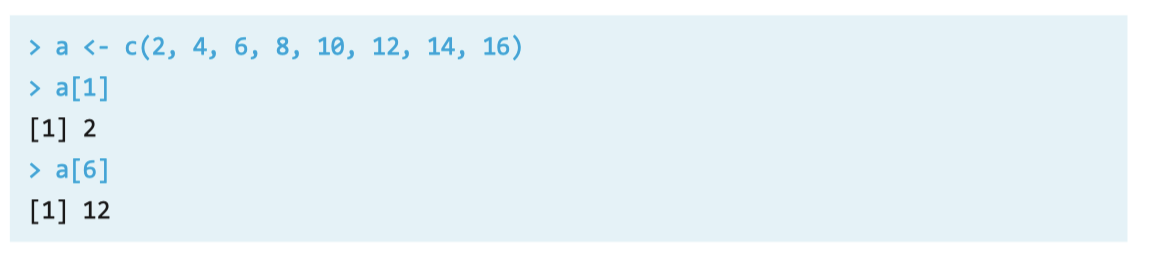 > a <- c(2, 4, 6, 8, 10, 12, 14, 16)
> a[1]
[1] 2
> a[6]
[1] 12